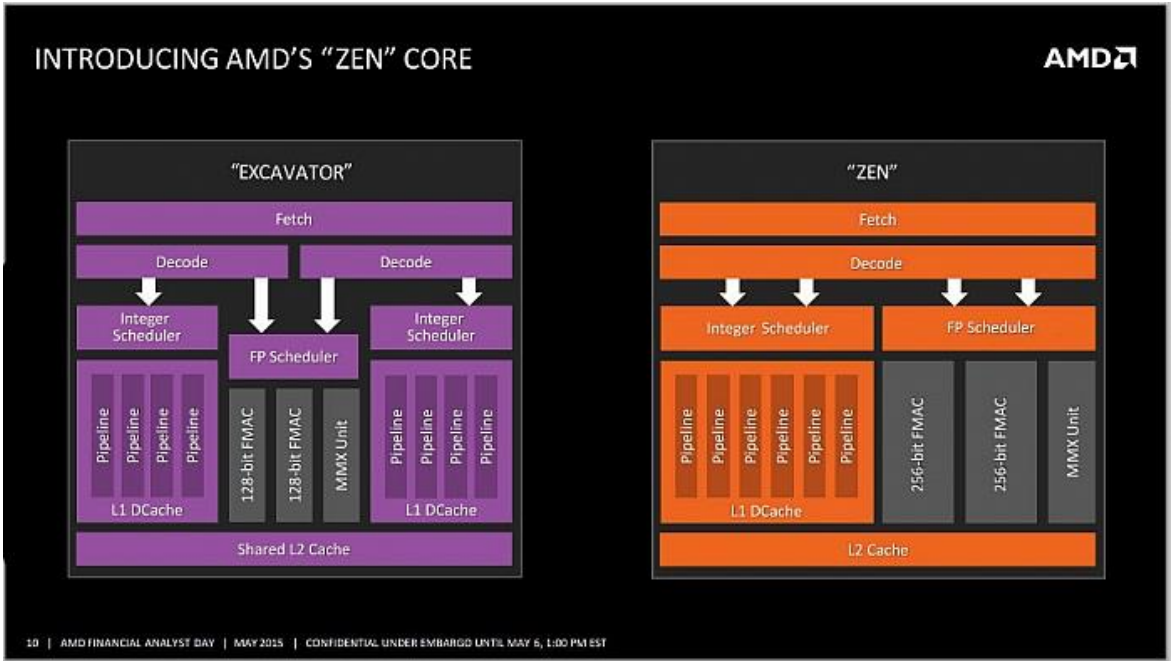 INTRODUCING AMD'S "ZEN" CORE
AMD
"EXCAVATOR"
Fetch
Decode
Decode
Integer
Scheduler
FP Scheduler
Integer
Scheduler
Pipeline
Pipeline
Pipeline
Pipeline
L1 DCache
128-bit FMAC
128-bit FMAC
MMX Unit
Pipeline
Pipeline
Pipeline
Pipeline
L1 DCache
Shared L2 Cache
"ZEN"
Fetch
Decode
Integer Scheduler
FP Scheduler
Pipeline
Pipeline
Pipeline
Pipeline
Pipeline
Pipeline
L1 DCache
256-bit FMAC
256-bit FMAC
MMX Unit
L2 Cache
10 | AMD FINANCIAL ANALYST DAY | MAY 2015 | CONFIDENTIAL UNDER EMBARGO UNTIL MAY 6, 1:00 PM EST